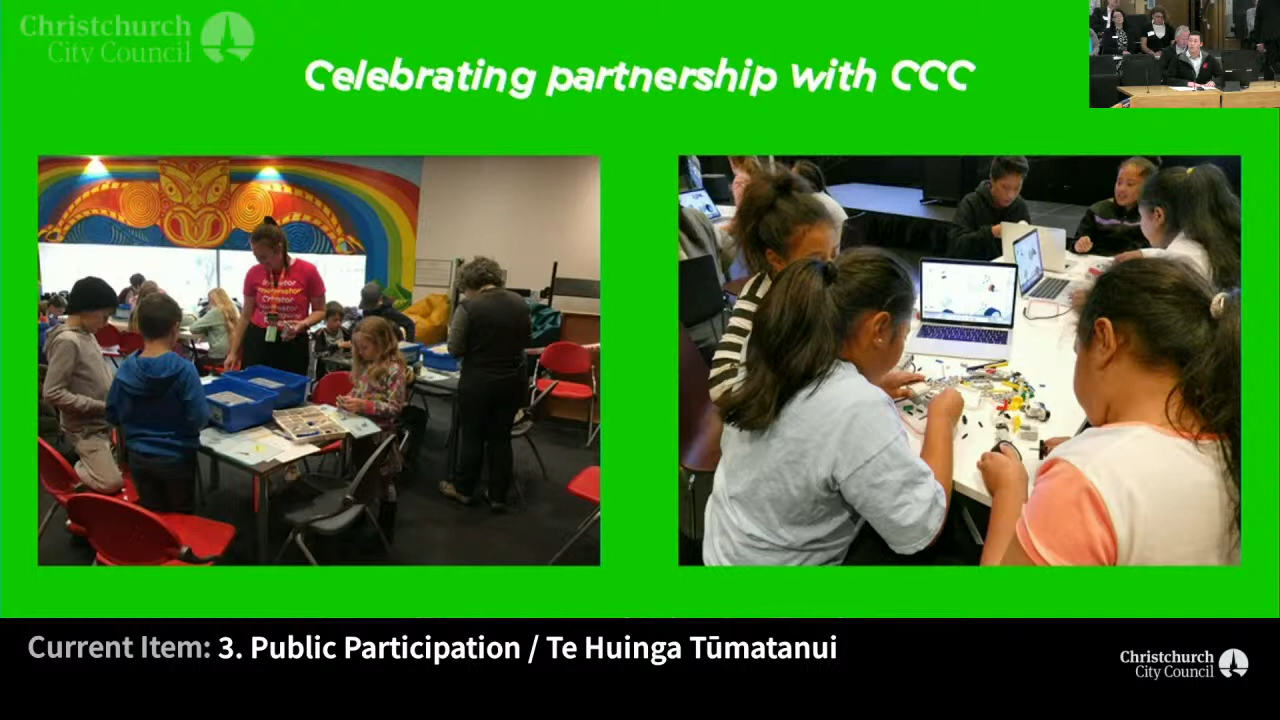 Christchurch
City Council
Celebrating partnership with CCC
Current Item: 3. Public Participation / Te Huinga Tūmatanui
Christchurch
City Council